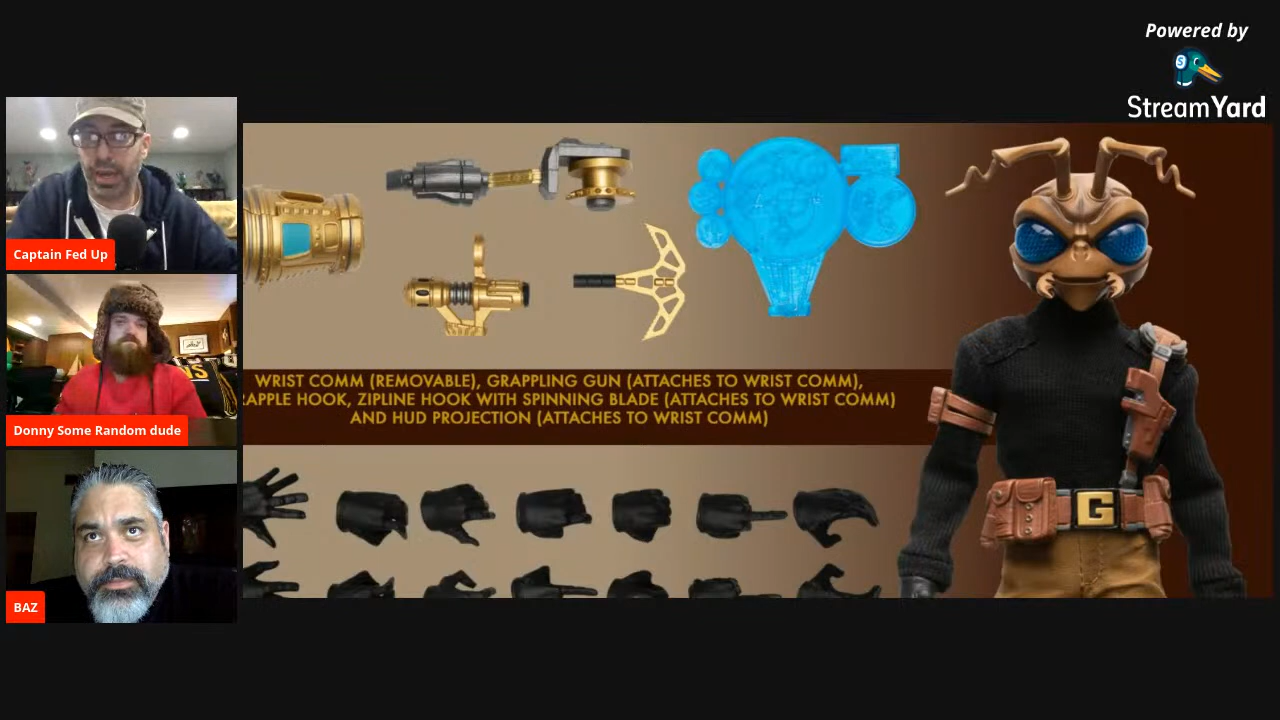 Powered by
StreamYard
Captain Fed Up
Donny Some Random dude
BAZ
WRIST COMM (REMOVABLE), GRAPPLING GUN (ATTACHES TO WRIST COMM),
RAPPLE HOOK, ZIPLINE HOOK WITH SPINNING BLADE (ATTACHES TO WRIST COMM)
AND HUD PROJECTION (ATTACHES TO WRIST COMM)
G